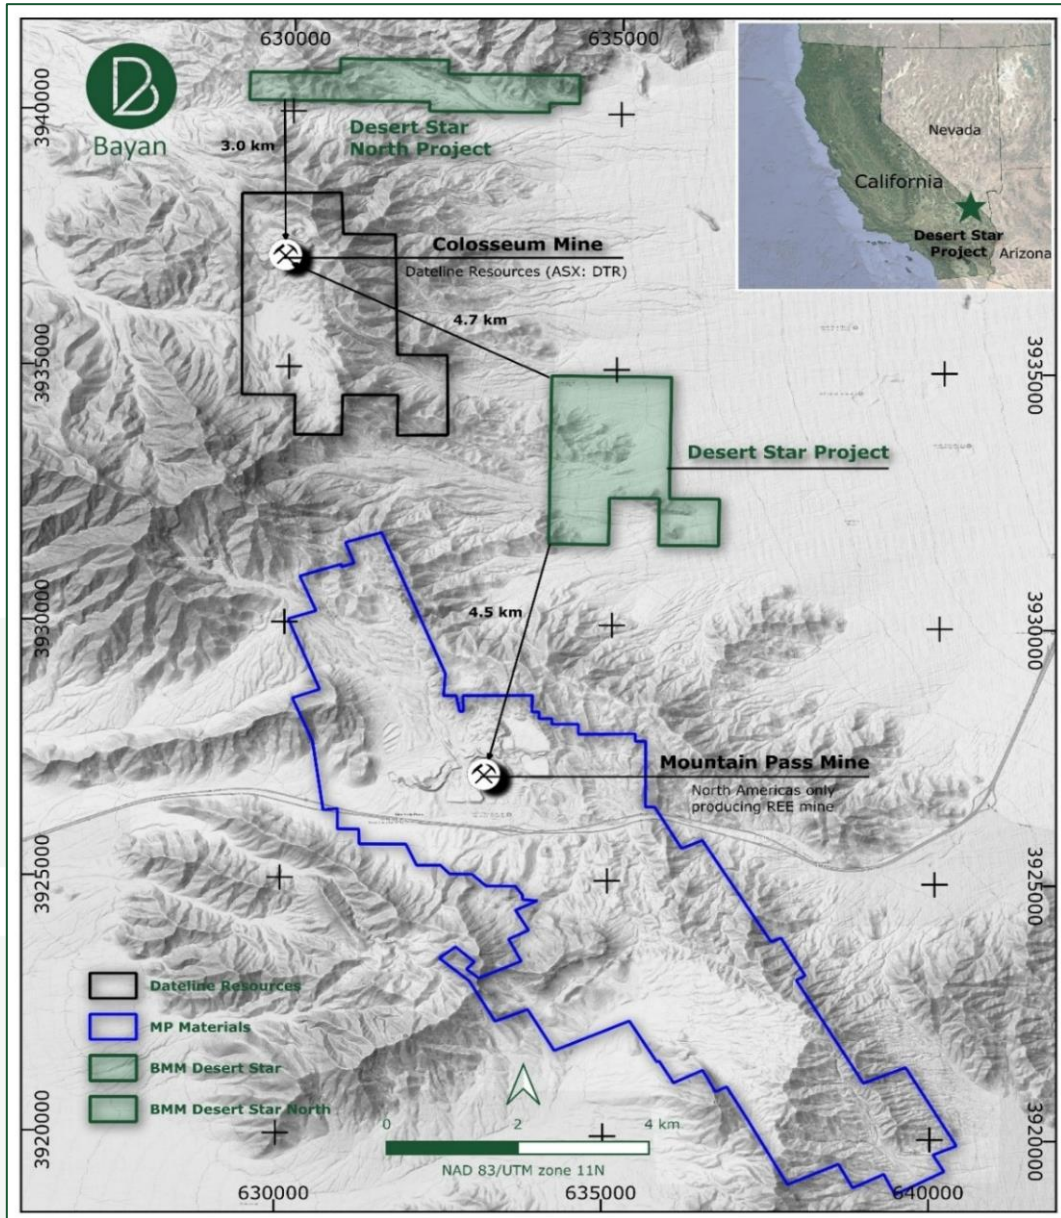 630000
635000
Bayan
3940000
3.0 km
Desert Star
North Project
Nevada
California
Desert Star
Project
Arizona
Colosseum Mine
Dateline Resources (ASX: DTR)
4.7 km
3935000
3935000
Desert Star Project
4.5 km
3930000
3930000
Mountain Pass Mine
North Americas only
producing REE mine
3925000
3925000
Dateline Resources
MP Materials
BMM Desert Star
BMM Desert Star North
0
2
4 km
NAD 83/UTM zone 11N
3920000
3920000
630000
635000
640000